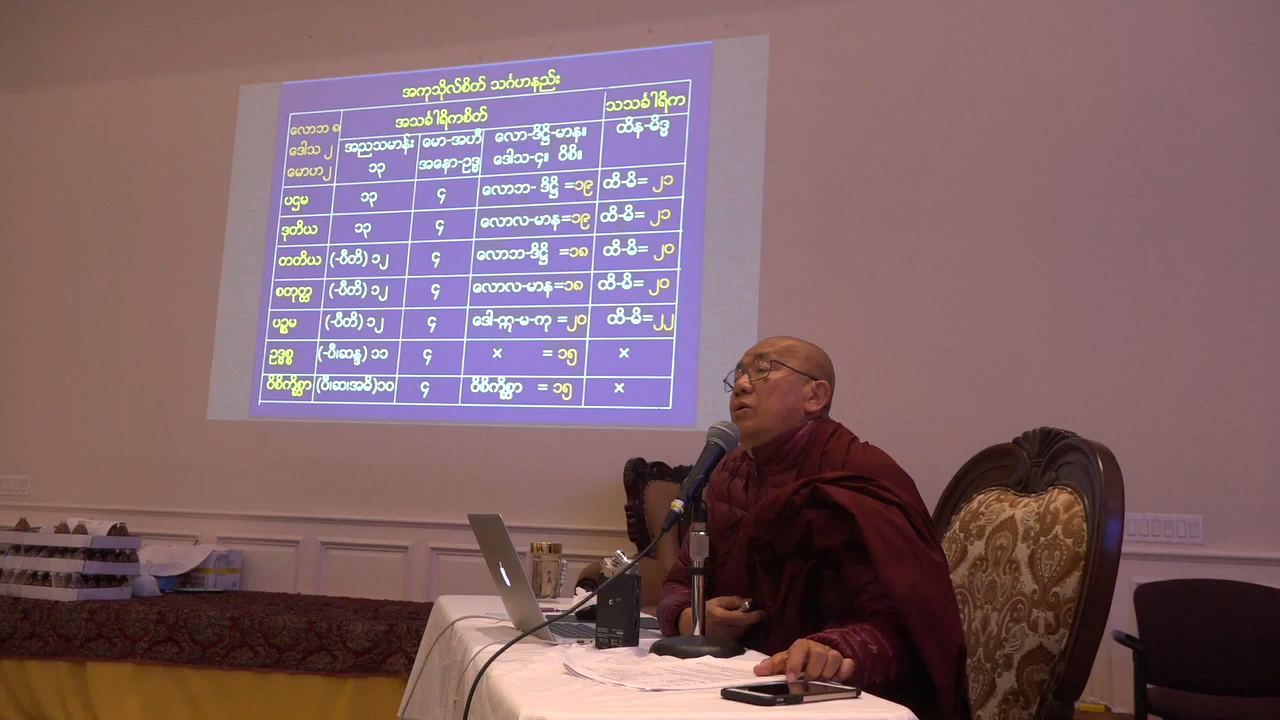 အကုသိုလ်စိတ် သင်္ဂဟနည်း
လောဘ ၈ အသင်္ခါရိကစိတ် သသင်္ခါရိက
ဒေါသ ၂ အညသမာန်း မော-အဟီ လော-ဒိဋ္ဌိ-မာန။ ထိန-မိဒ္ဓ
မောဟ၂ ၁၃ အနော-ဥဒ္ဓ ဒေါသ-၄။ ဝိစိ။
ပဌမ ၁၃ ၄ လောဘ- ဒိဋ္ဌိ =၁၉ ထိ-မိ= ၂၁
ဒုတိယ ၁၃ ၄ လောလ-မာန=၁၉ ထိ-မိ= ၂၁
တတိယ (-ပီတိ) ၁၂ ၄ လောဘ-ဒိဋ္ဌိ =၁၈ ထိ-မိ= ၂၀
စတုတ္ထ (-ပီတိ) ၁၂ ၄ လောလ-မာန=၁၈ ထိ-မိ= ၂၀
ပဉ္စမ (-ပီတိ) ၁၂ ၄ ဒေါ-ဣ-မ-ကု =၂၀ ထိ-မိ=၂၂
ဥဒ္ဓစ္စ (-ပီ၊ဆန္ဒ) ၁၁ ၄ × = ၁၅ ×
ဝိစိကိစ္ဆာ (ပီ၊ဆ၊အဓိ)၁၀ ၄ ဝိစိကိစ္ဆာ = ၁၅ ×